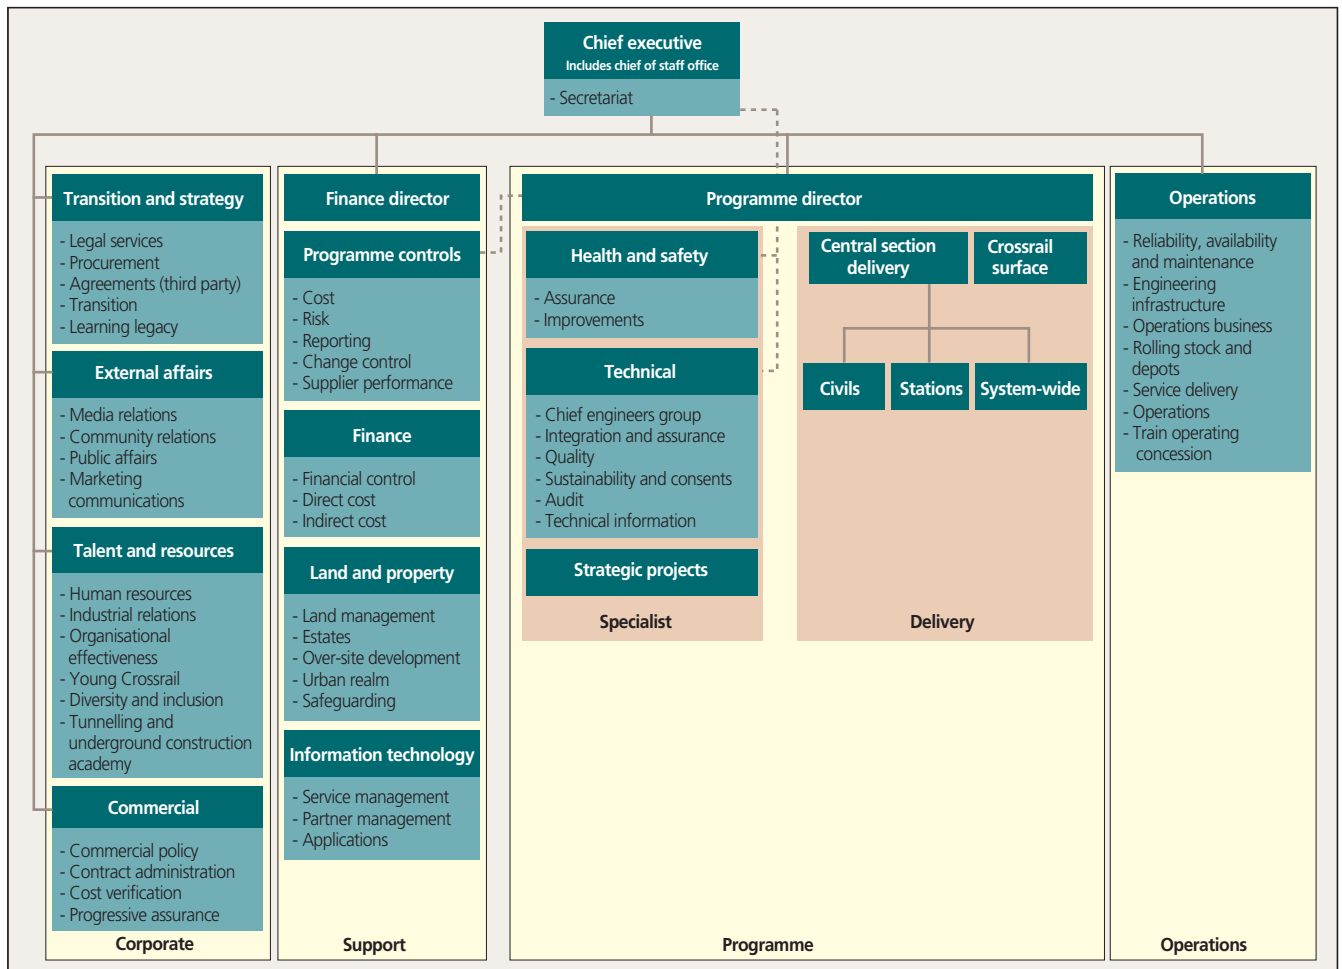 Chief executive
Includes chief of staff office
- Secretariat
Transition and strategy
- Legal services
- Procurement
- Agreements (third party)
- Transition
- Learning legacy
External affairs
- Media relations
- Community relations
- Public affairs
- Marketing
communications
Talent and resources
- Human resources
- Industrial relations
- Organisational
effectiveness
- Young Crossrail
- Diversity and inclusion
- Tunnelling and
underground construction
academy
Commercial
- Commercial policy
- Contract administration
- Cost verification
- Progressive assurance
Corporate
Finance director
Programme controls
- Cost
- Risk
- Reporting
- Change control
- Supplier performance
Finance
- Financial control
- Direct cost
- Indirect cost
Land and property
- Land management
- Estates
- Over-site development
- Urban realm
- Safeguarding
Information technology
- Service management
- Partner management
- Applications
Support
Programme director
Health and safety
- Assurance
- Improvements
Technical
- Chief engineers group
- Integration and assurance
- Quality
- Sustainability and consents
- Audit
- Technical information
Strategic projects
Specialist
Central section
delivery
Crossrail
surface
Civils
Stations
System-wide
Delivery
Programme
Operations
- Reliability, availability
and maintenance
- Engineering
infrastructure
- Operations business
- Rolling stock and
depots
- Service delivery
- Operations
- Train operating
concession
Operations